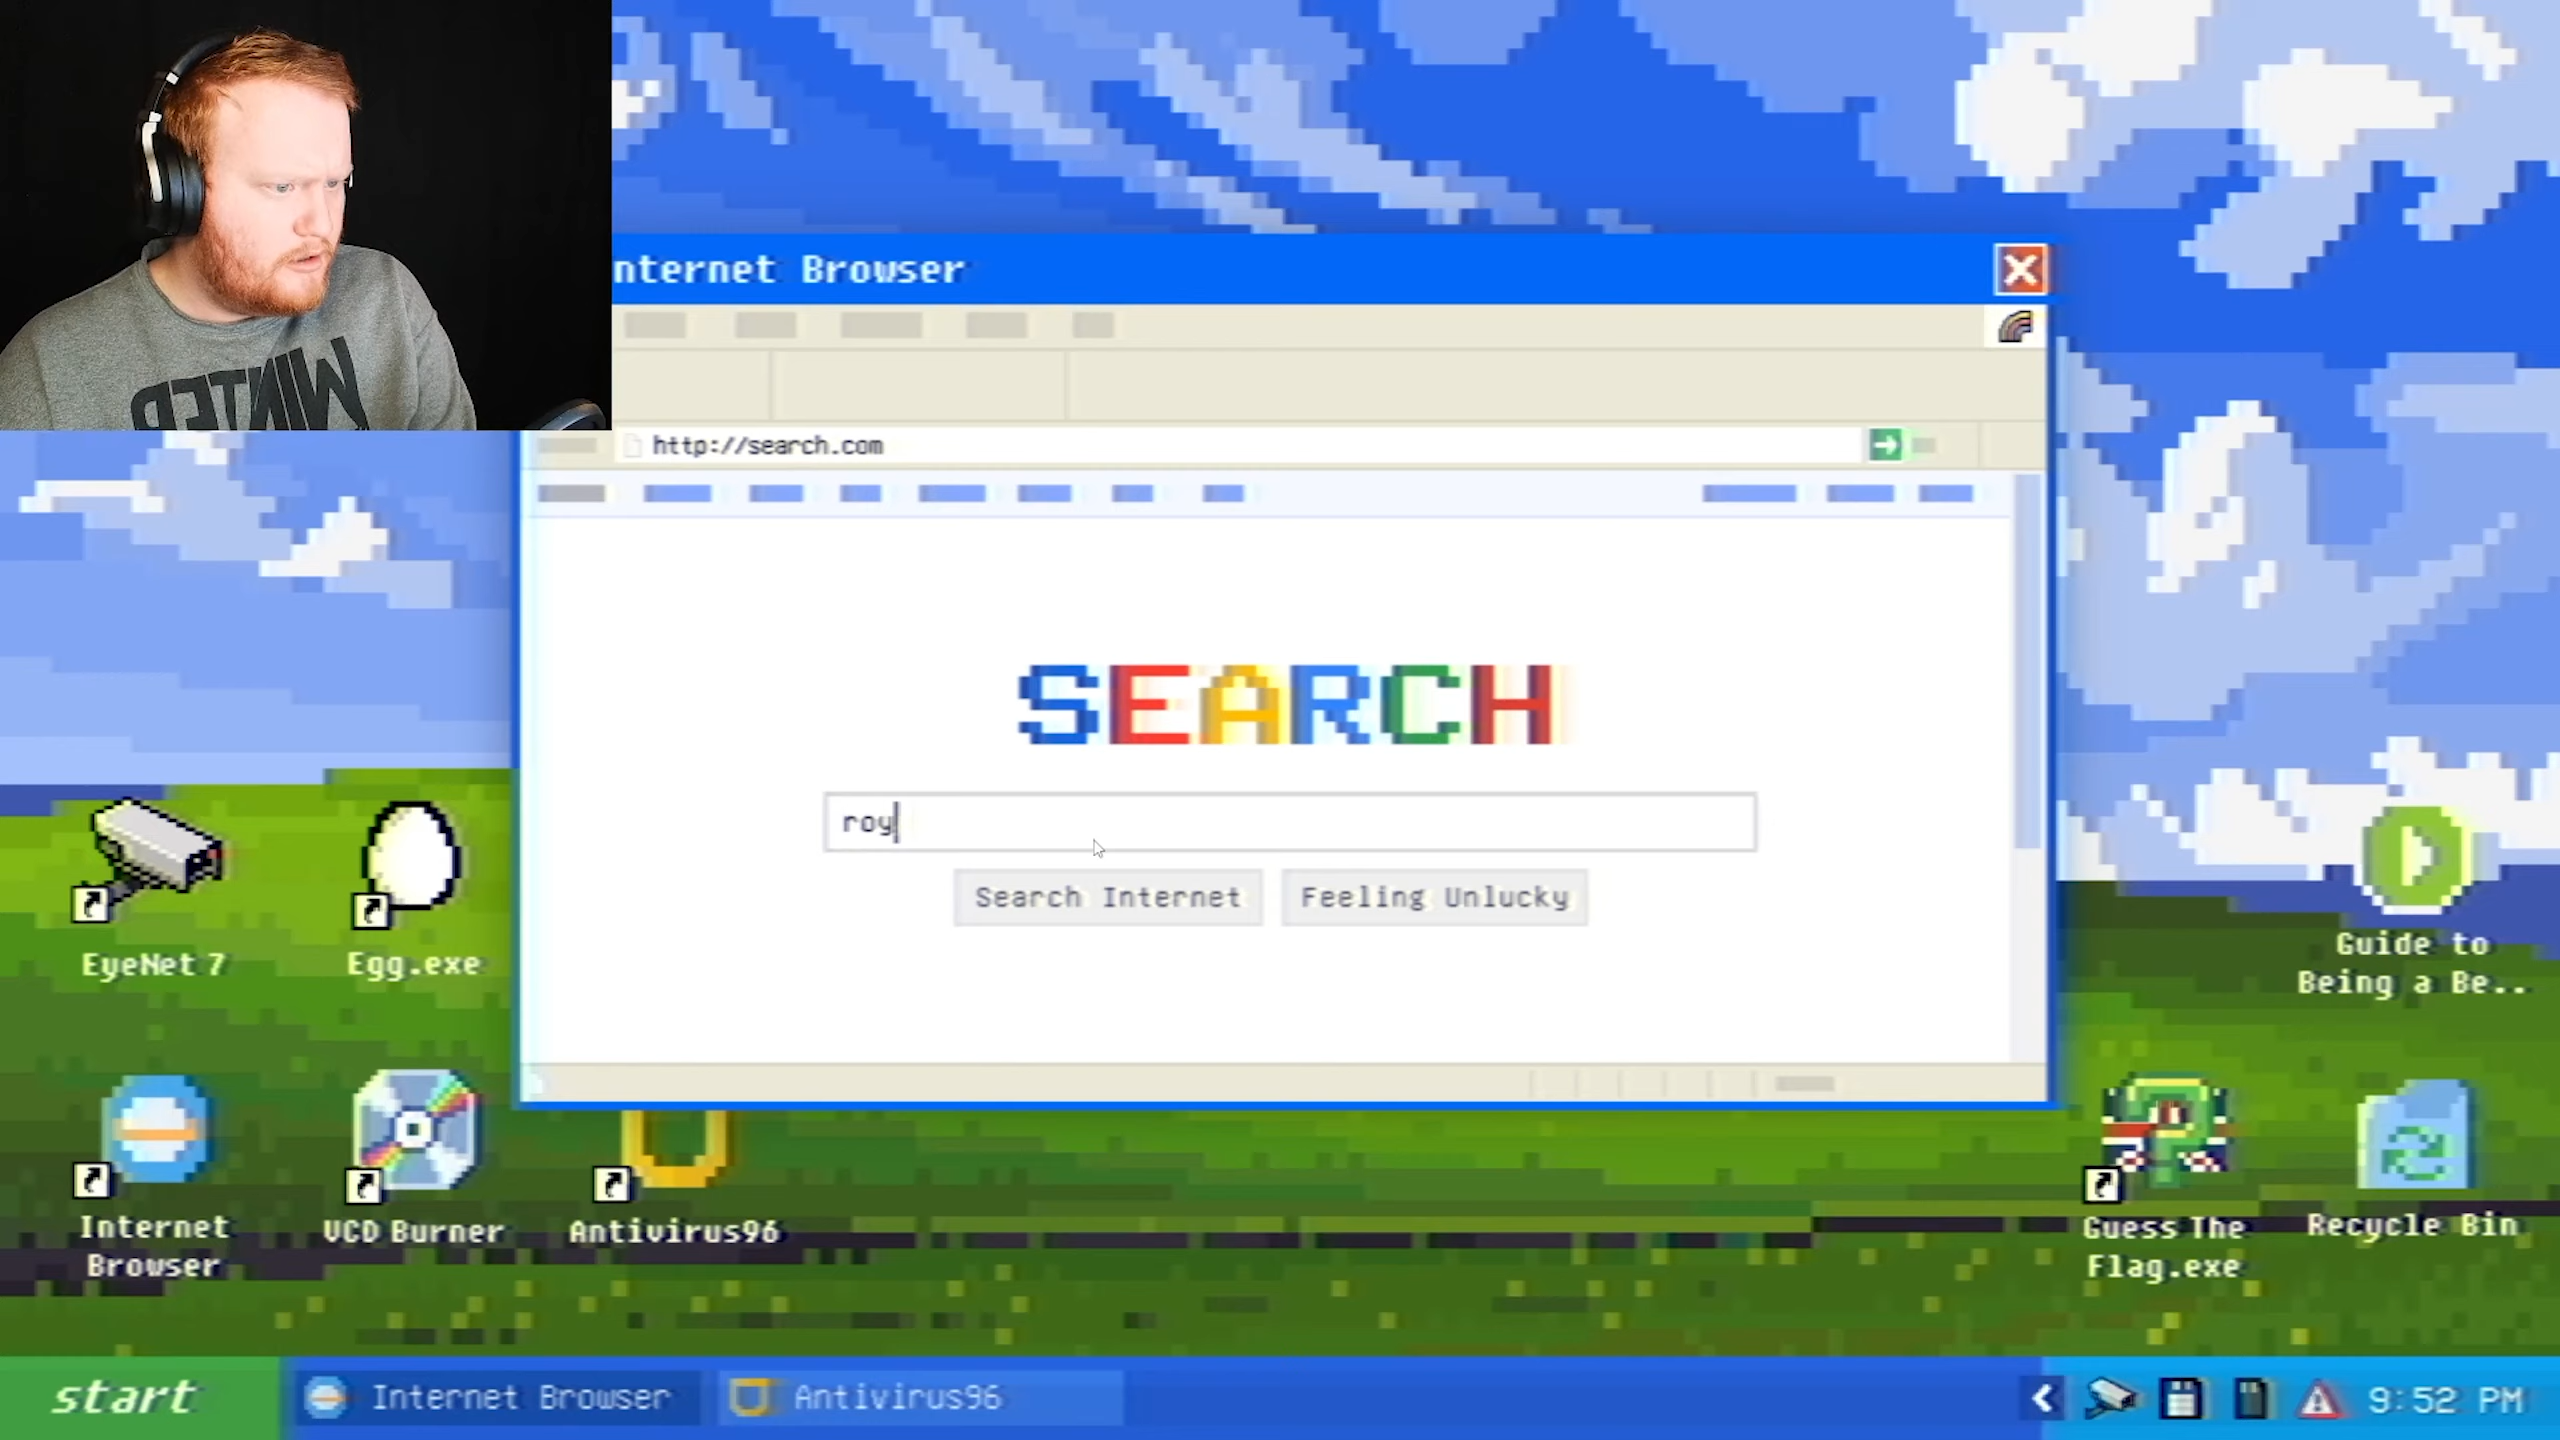 MINTED
nternet Browser
http://search.com
SEARCH
roy
Search Internet
Feeling Unlucky
EyeNet 7
Egg.exe
Guide to
Being a Be..
Internet
Browser
VCD Burner
Antivirus96
Guess The
Flag.exe
Recycle Bin
start
Internet Browser
Antivirus96
9:52 PM